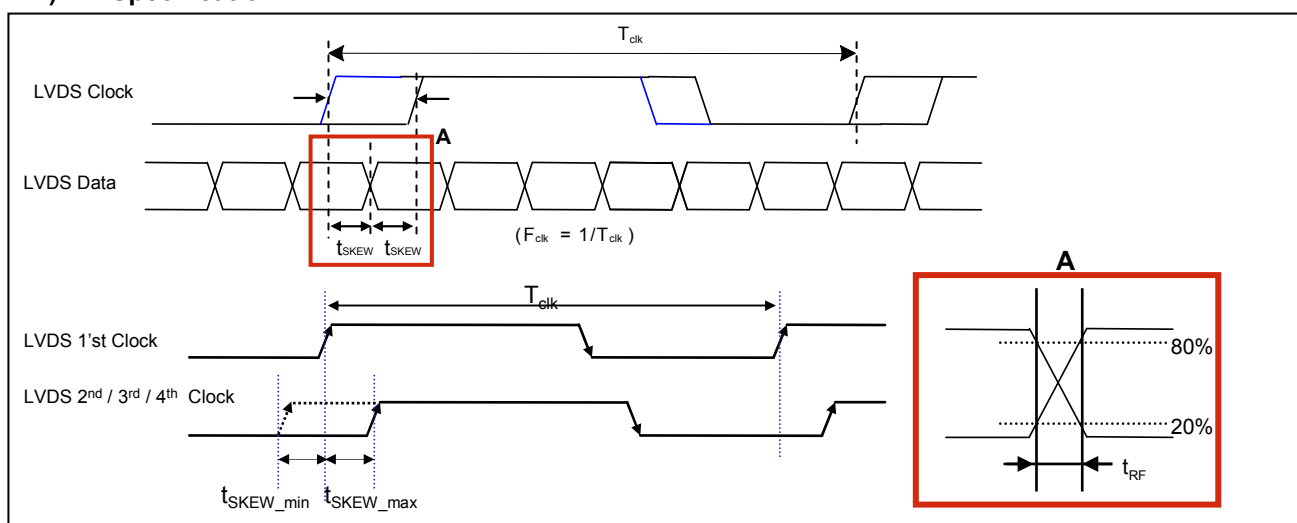 T_clk
LVDS Clock
A
LVDS Data
t_SKEW t_SKEW
( F_clk = 1/T_clk )
A
T_clk
LVDS 1'st Clock
80%
LVDS 2nd / 3rd / 4th Clock
20%
t_RF
t_SKEW_min t_SKEW_max